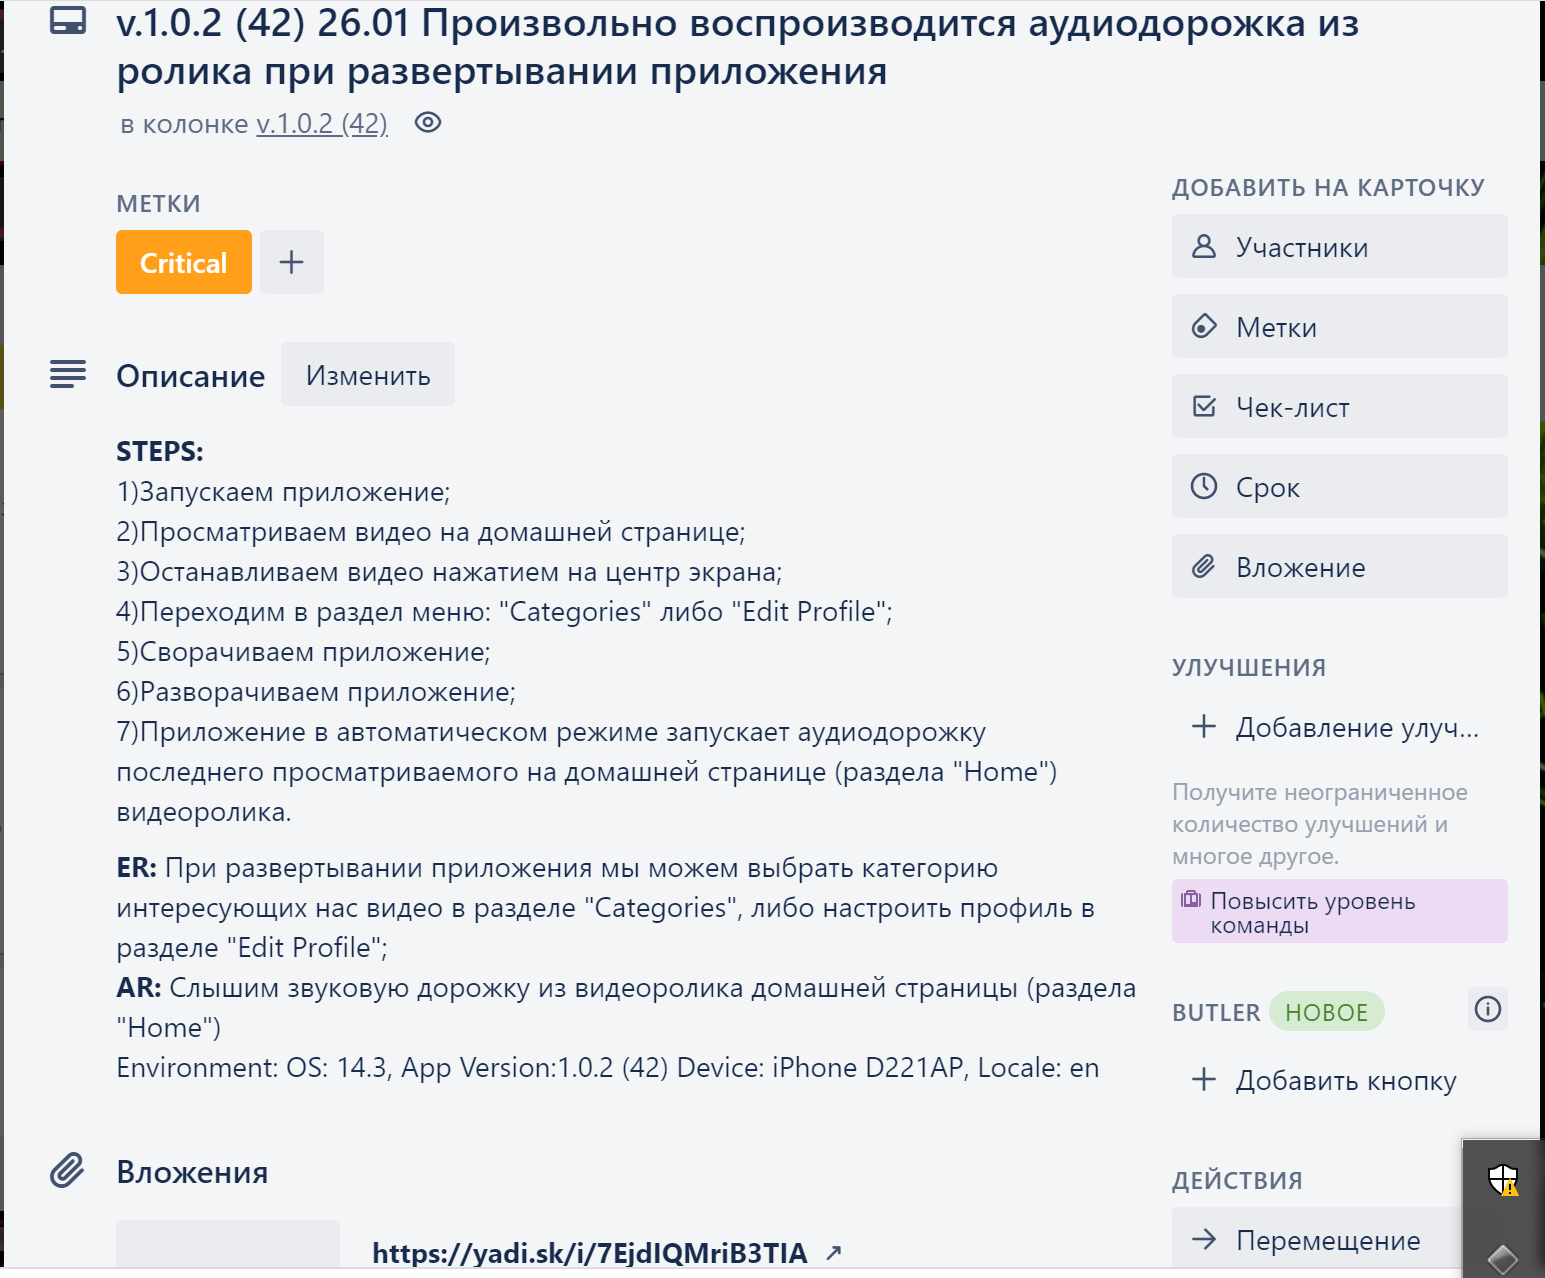 v.1.0.2 (42) 26.01 Произвольно воспроизводится аудиодорожка из
ролика при развертывании приложения
в колонке v.1.0.2 (42)
МЕТКИ
Critical
Описание
Изменить
STEPS:
1)Запускаем приложение;
2)Просматриваем видео на домашней странице;
3)Останавливаем видео нажатием на центр экрана;
4)Переходим в раздел меню: "Categories" либо "Edit Profile";
5)Сворачиваем приложение;
6)Разворачиваем приложение;
7)Приложение в автоматическом режиме запускает аудиодорожку
последнего просматриваемого на домашней странице (раздела "Home")
видеоролика.
ER: При развертывании приложения мы можем выбрать категорию
интересующих нас видео в разделе "Categories", либо настроить профиль в
разделе "Edit Profile";
AR: Слышим звуковую дорожку из видеоролика домашней страницы (раздела
"Home")
Environment: OS: 14.3, App Version:1.0.2 (42) Device: iPhone D221AP, Locale: en
Вложения
https://yadi.sk/i/7EjdIQMriB3TIA
ДОБАВИТЬ НА КАРТОЧКУ
Участники
Метки
Чек-лист
Срок
Вложение
УЛУЧШЕНИЯ
Добавление улуч...
Получите неограниченное
количество улучшений и
многое другое.
Повысить уровень
команды
BUTLER НОВОЕ
Добавить кнопку
ДЕЙСТВИЯ
Перемещение